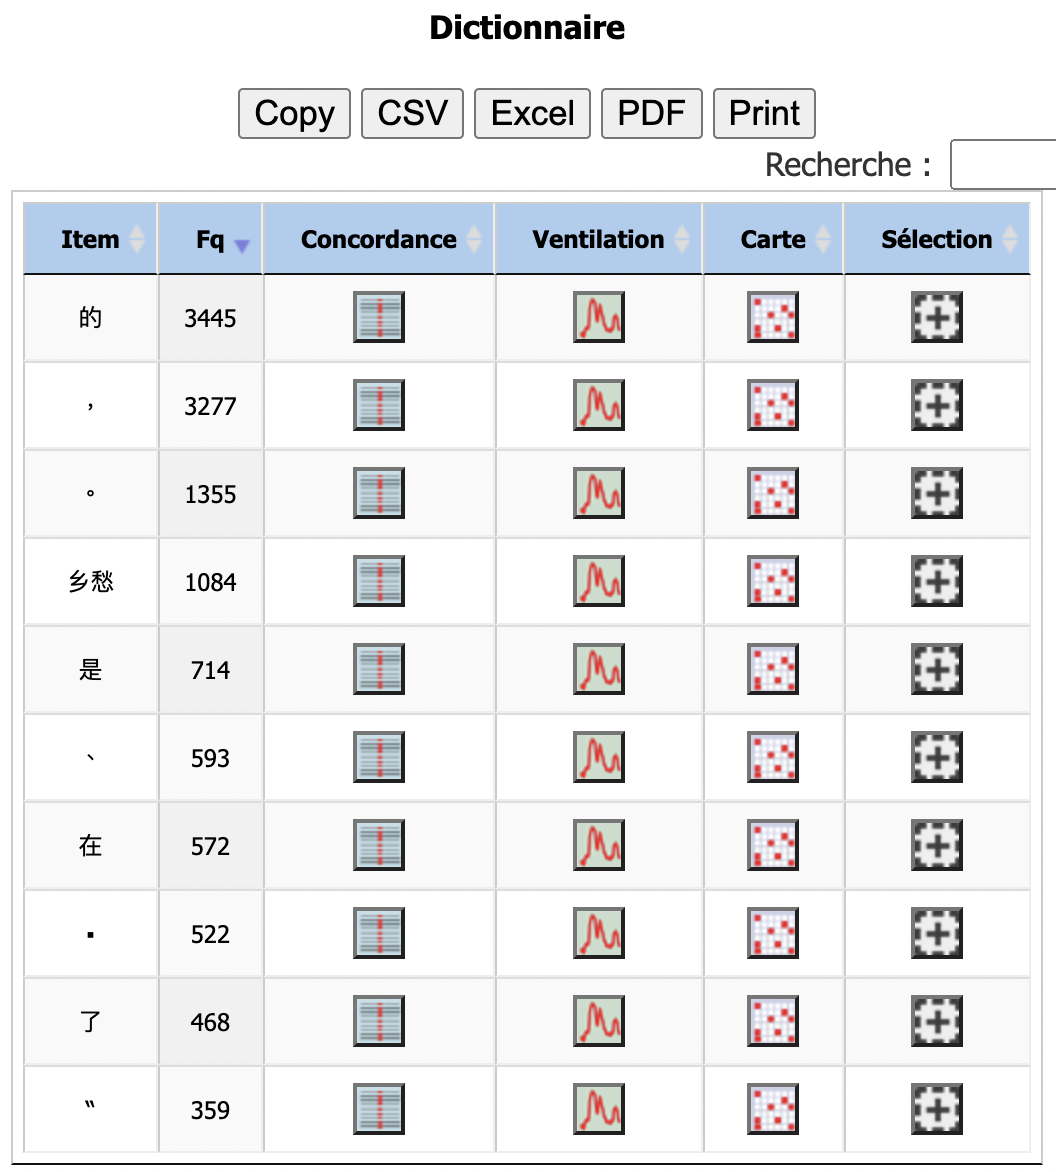 Dictionnaire
Copy CSV Excel PDF Print
Recherche :
Item Fq Concordance Ventilation Carte Sélection
的 3445
， 3277
。 1355
乡愁 1084
是 714
、 593
在 572
▪ 522
了 468
〝 359